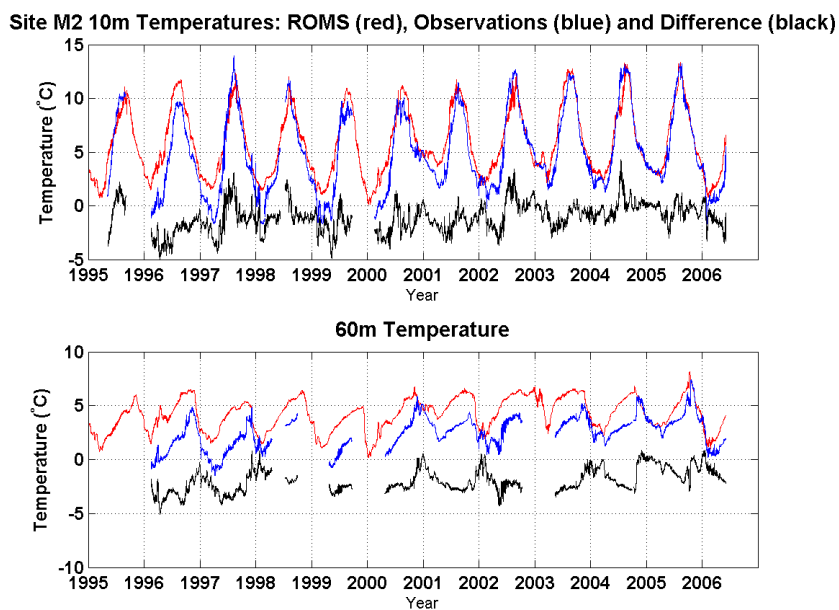 Site M2 10m Temperatures: ROMS (red), Observations (blue) and Difference (black)
15
10
5
0
-5
Temperature (°C)
1995 1996 1997 1998 1999 2000 2001 2002 2003 2004 2005 2006
Year
60m Temperature
10
5
0
-5
-10
Temperature (°C)
1995 1996 1997 1998 1999 2000 2001 2002 2003 2004 2005 2006
Year